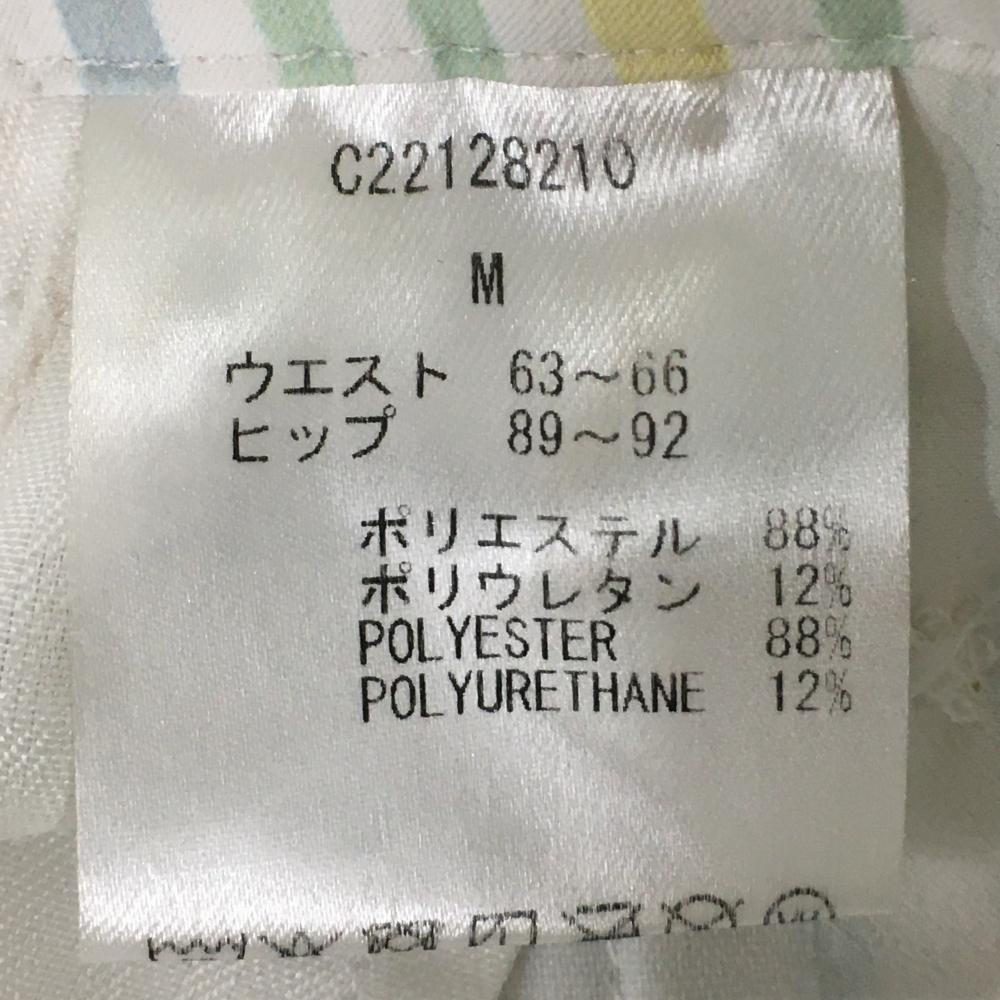 C22128210
M
ウエスト 63～66
ヒップ 89～92
ポリエステル 88%
ポリウレタン 12%
POLYESTER 88%
POLYURETHANE 12%